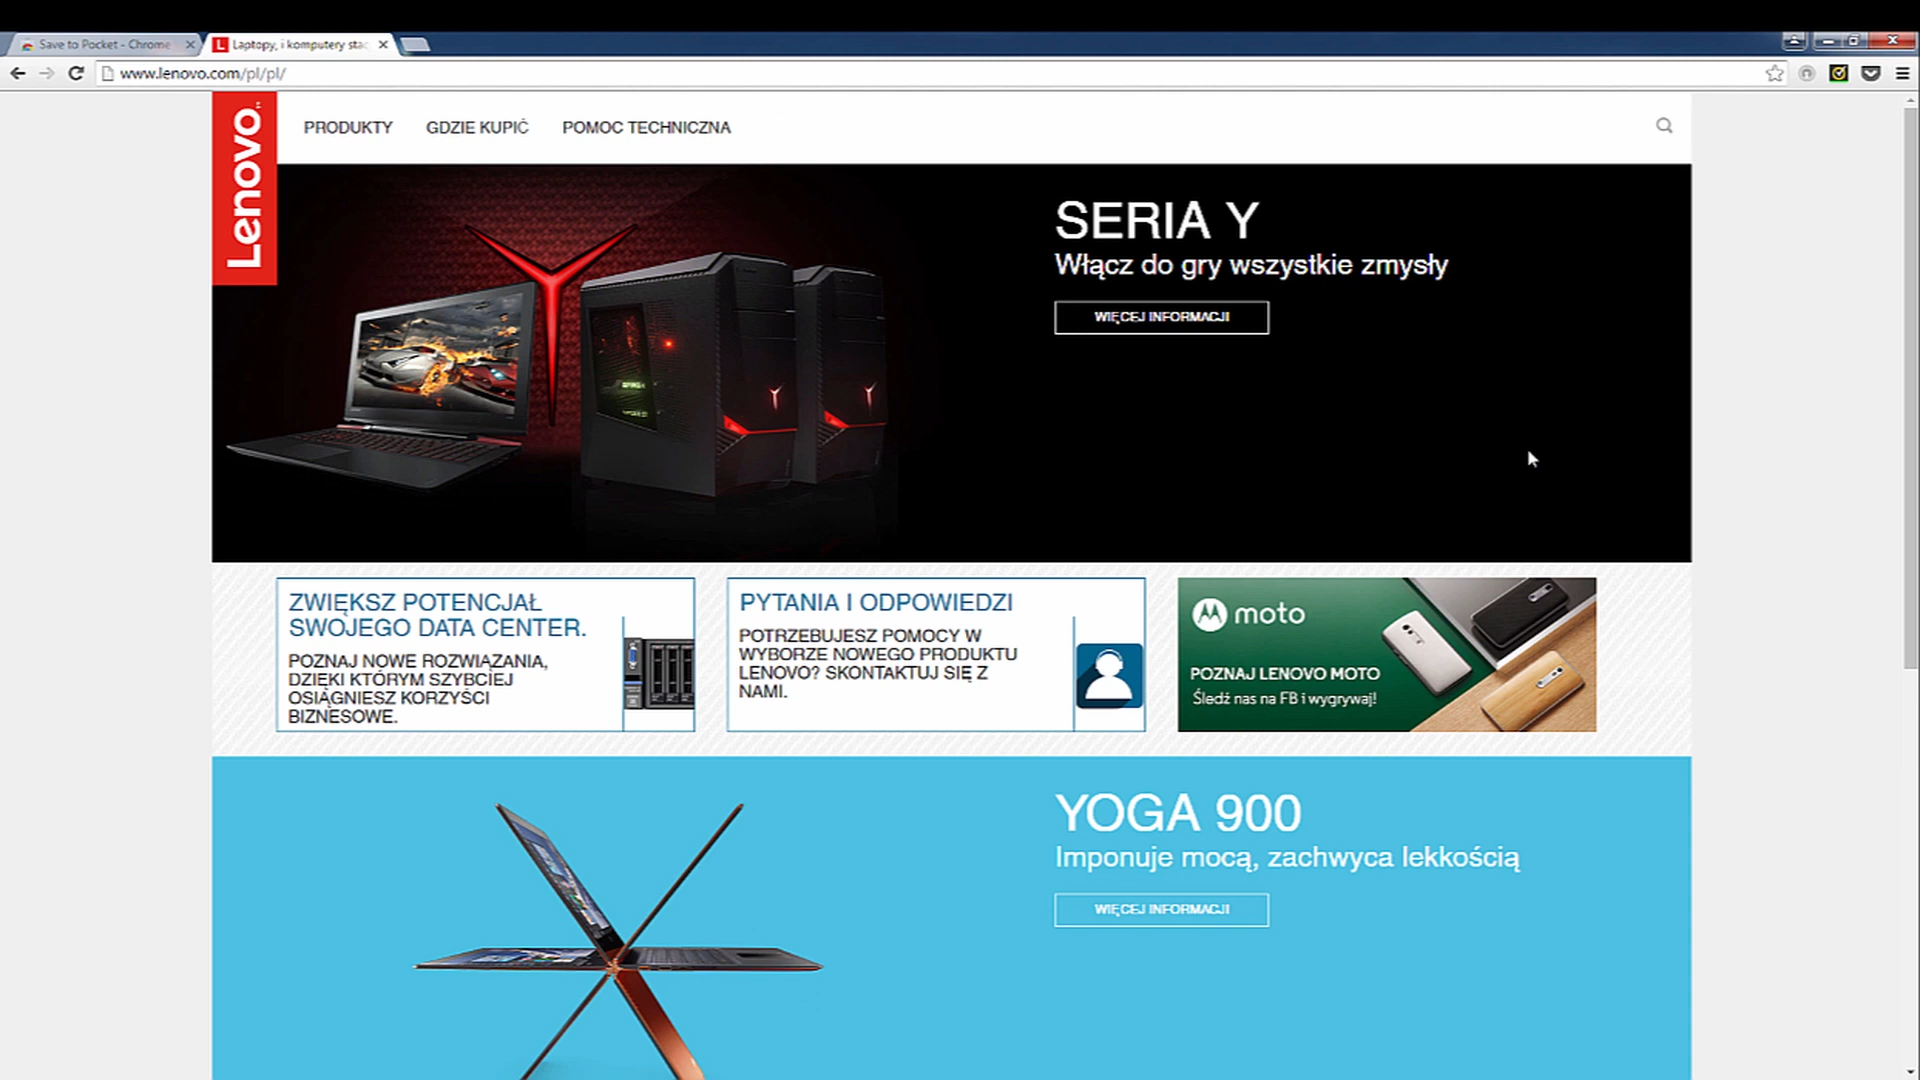 Save to Pocket - Chrome
Laptopy, i komputery stac
www.lenovo.com/pl/pl/
Lenovo
PRODUKTY
GDZIE KUPIĆ
POMOC TECHNICZNA
SERIA Y
Włącz do gry wszystkie zmysły
WIĘCEJ INFORMACJI
ZWIĘKSZ POTENCJAŁ
SWOJEGO DATA CENTER.
POZNAJ NOWE ROZWIĄZANIA,
DZIĘKI KTÓRYM SZYBCIEJ
OSIĄGNIESZ KORZYŚCI
BIZNESOWE.
PYTANIA I ODPOWIEDZI
POTRZEBUJESZ POMOCY W
WYBORZE NOWEGO PRODUKTU
LENOVO? SKONTAKTUJ SIĘ Z
NAMI.
moto
POZNAJ LENOVO MOTO
Śledź nas na FB i wygrywaj!
YOGA 900
Imponuje mocą, zachwyca lekkością
WIĘCEJ INFORMACJI